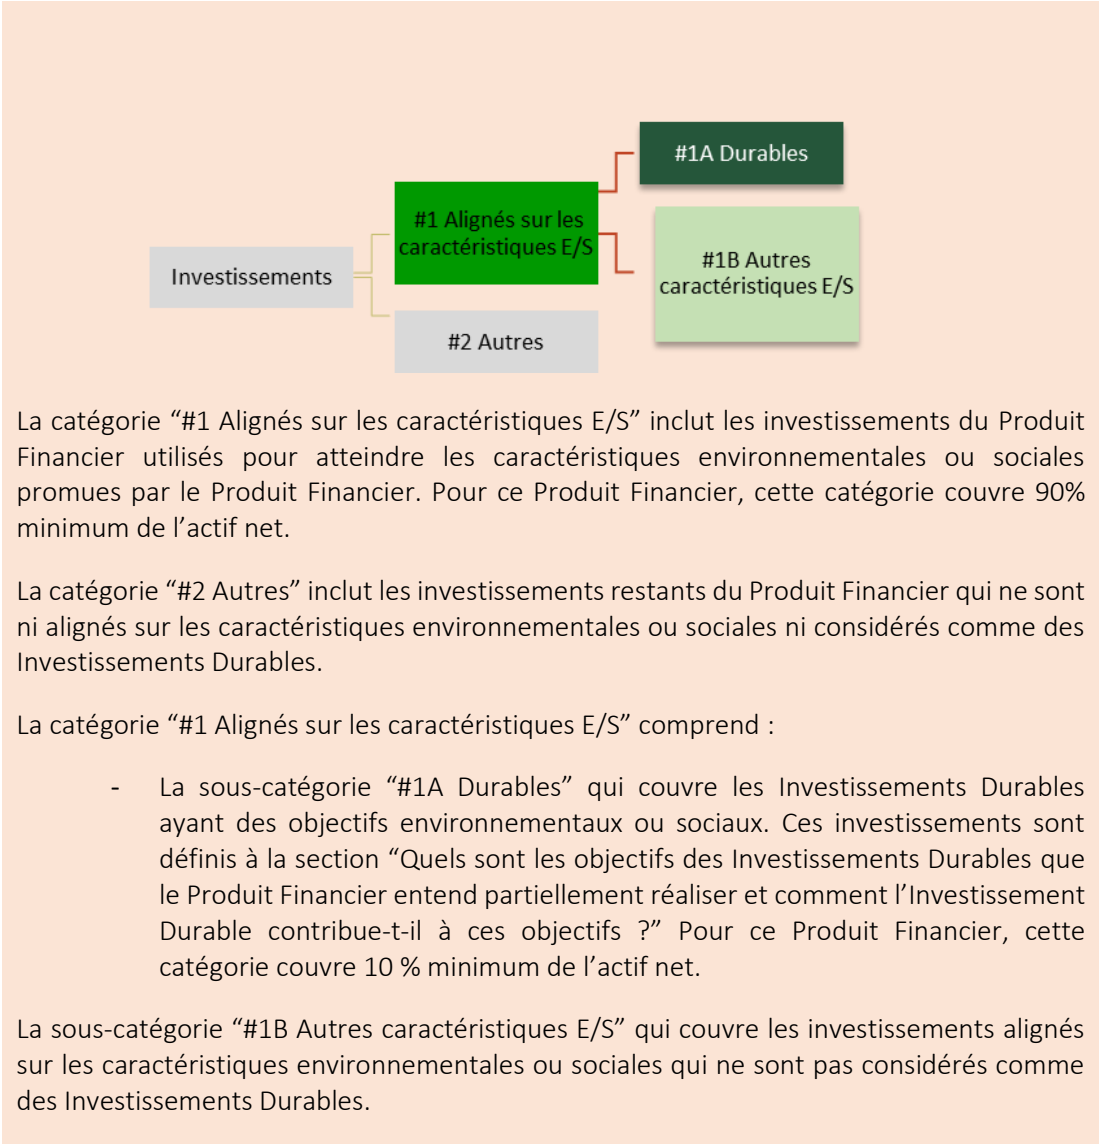 #1A Durables
#1 Alignés sur les
caractéristiques E/S
#1B Autres
caractéristiques E/S
Investissements
#2 Autres
La catégorie “#1 Alignés sur les caractéristiques E/S” inclut les investissements du Produit
Financier utilisés pour atteindre les caractéristiques environnementales ou sociales
promues par le Produit Financier. Pour ce Produit Financier, cette catégorie couvre 90%
minimum de l’actif net.
La catégorie “#2 Autres” inclut les investissements restants du Produit Financier qui ne sont
ni alignés sur les caractéristiques environnementales ou sociales ni considérés comme des
Investissements Durables.
La catégorie “#1 Alignés sur les caractéristiques E/S” comprend :
- La sous-catégorie “#1A Durables” qui couvre les Investissements Durables
ayant des objectifs environnementaux ou sociaux. Ces investissements sont
définis à la section “Quels sont les objectifs des Investissements Durables que
le Produit Financier entend partiellement réaliser et comment l’Investissement
Durable contribue-t-il à ces objectifs ?” Pour ce Produit Financier, cette
catégorie couvre 10 % minimum de l’actif net.
La sous-catégorie “#1B Autres caractéristiques E/S” qui couvre les investissements alignés
sur les caractéristiques environnementales ou sociales qui ne sont pas considérés comme
des Investissements Durables.